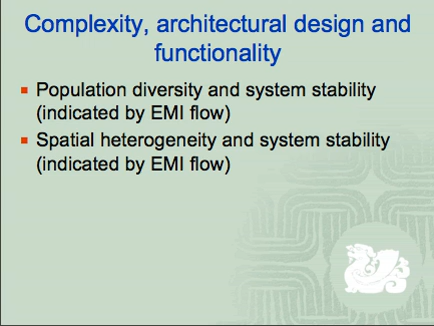 Complexity, architectural design and
functionality
Population diversity and system stability
(indicated by EMI flow)
Spatial heterogeneity and system stability
(indicated by EMI flow)